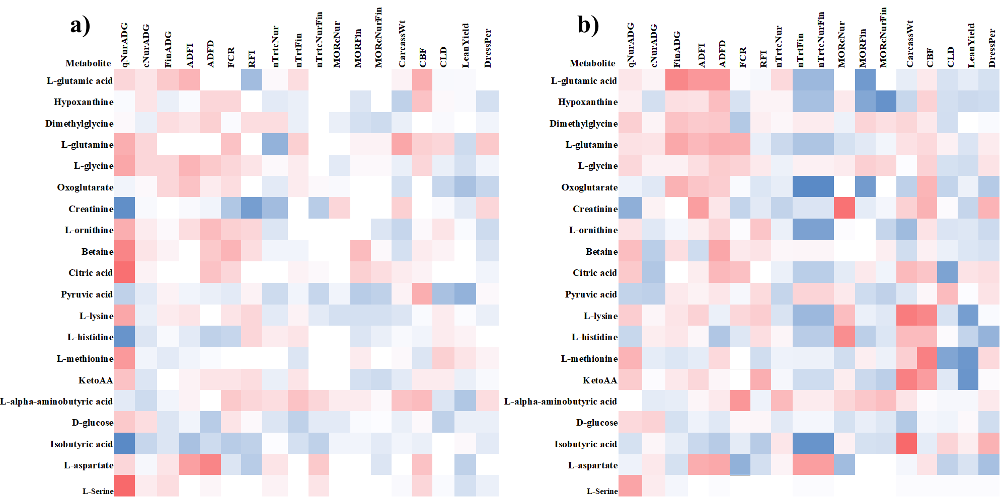 a)
Metabolite qNurADG cNurADG FinADG ADFI ADFD FCR RFI nTrtcNur nTrtFin nTrtcNurFin MORcNur MORFin MORcNurFin CarcassWt CBF CLD LeanYield DressPer
L-glutamic acid
Hypoxanthine
Dimethylglycine
L-glutamine
L-glycine
Oxoglutarate
Creatinine
L-ornithine
Betaine
Citric acid
Pyruvic acid
L-lysine
L-histidine
L-methionine
KetoAA
L-alpha-aminobutyric acid
D-glucose
Isobutyric acid
L-aspartate
L-Serine
b)
Metabolite qNurADG cNurADG FinADG ADFI ADFD FCR RFI nTrtcNur nTrtFin nTrtcNurFin MORcNur MORFin MORcNurFin CarcassWt CBF CLD LeanYield DressPer
L-glutamic acid
Hypoxanthine
Dimethylglycine
L-glutamine
L-glycine
Oxoglutarate
Creatinine
L-ornithine
Betaine
Citric acid
Pyruvic acid
L-lysine
L-histidine
L-methionine
KetoAA
L-alpha-aminobutyric acid
D-glucose
Isobutyric acid
L-aspartate
L-Serine